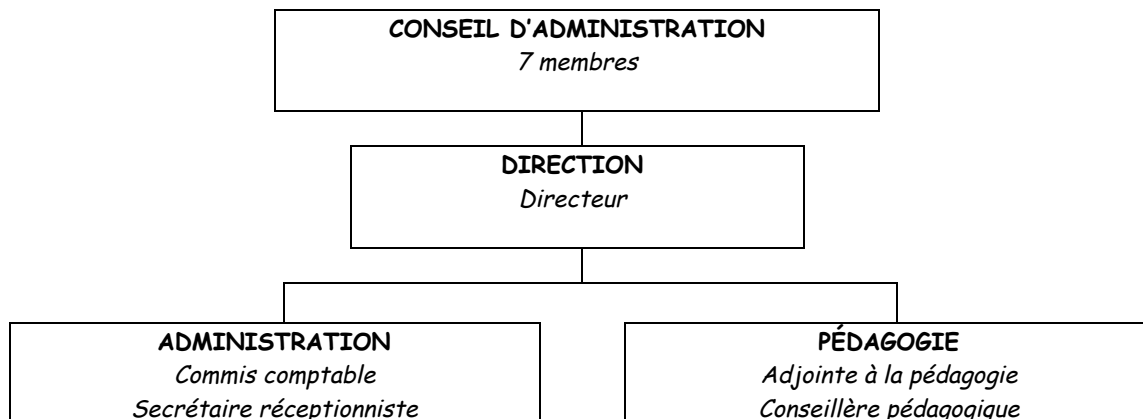 CONSEIL D'ADMINISTRATION
7 membres
DIRECTION
Directeur
ADMINISTRATION
Commis comptable
Secrétaire réceptionniste
PÉDAGOGIE
Adjointe à la pédagogie
Conseillère pédagogique